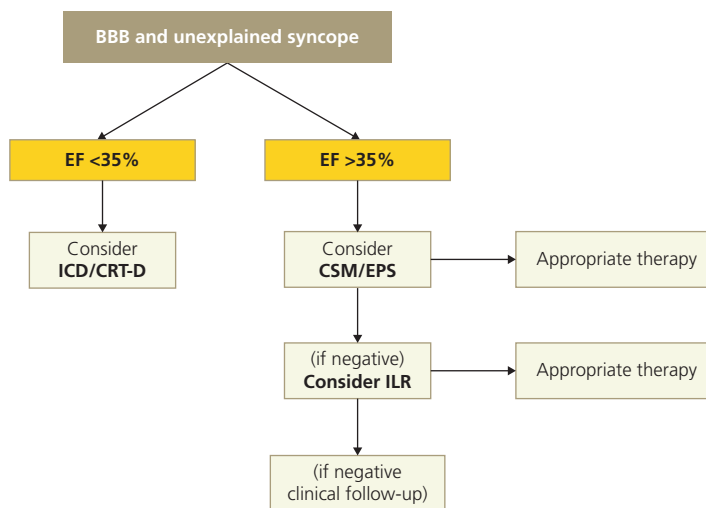 BBB and unexplained syncope
EF <35%
EF >35%
Consider
ICD/CRT-D
Consider
CSM/EPS
Appropriate therapy
(if negative)
Consider ILR
Appropriate therapy
(if negative
clinical follow-up)